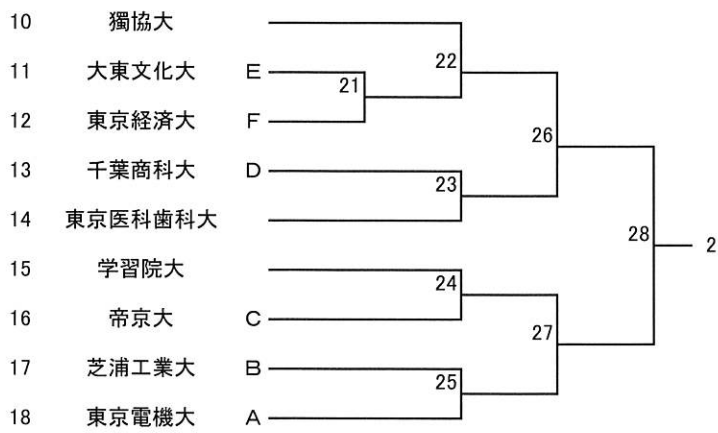 10 獨協大
22
11 大東文化大 E
21
12 東京経済大 F
26
13 千葉商科大 D
23
14 東京医科歯科大
28 2
15 学習院大
24
16 帝京大 C
27
17 芝浦工業大 B
25
18 東京電機大 A